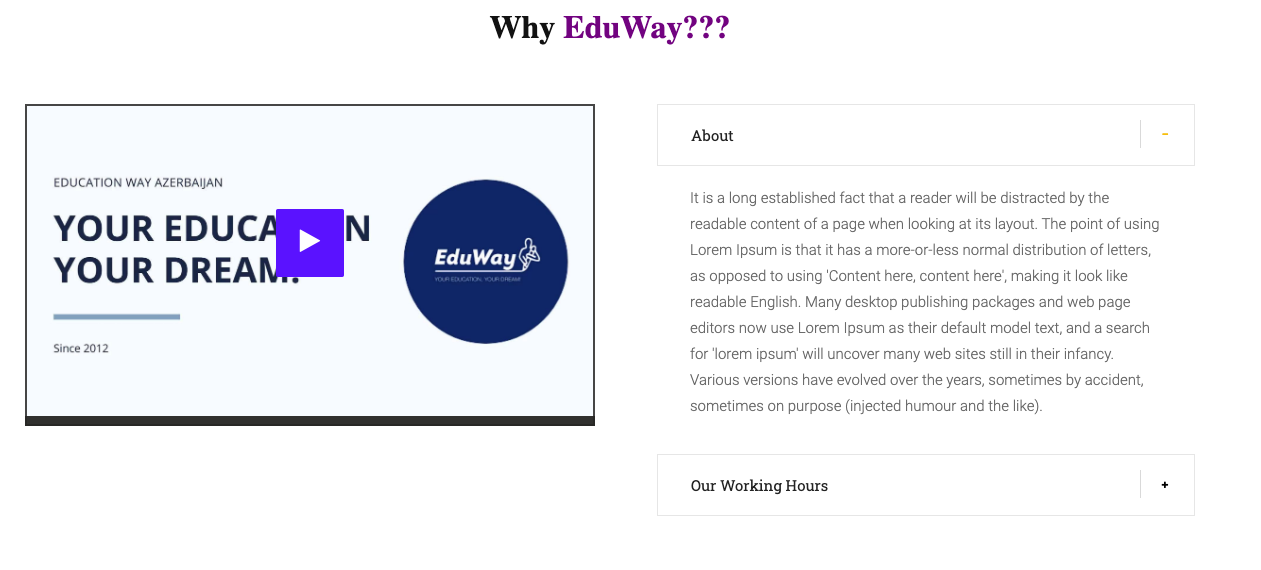 Why EduWay???
EDUCATION WAY AZERBAIJAN
YOUR EDUCA N
YOUR DREAM.
Since 2012
EduWay
YOUR EDUCATION YOUR DREAM!
About
It is a long established fact that a reader will be distracted by the
readable content of a page when looking at its layout. The point of using
Lorem Ipsum is that it has a more-or-less normal distribution of letters,
as opposed to using 'Content here, content here', making it look like
readable English. Many desktop publishing packages and web page
editors now use Lorem Ipsum as their default model text, and a search
for 'lorem ipsum' will uncover many web sites still in their infancy.
Various versions have evolved over the years, sometimes by accident,
sometimes on purpose (injected humour and the like).
Our Working Hours